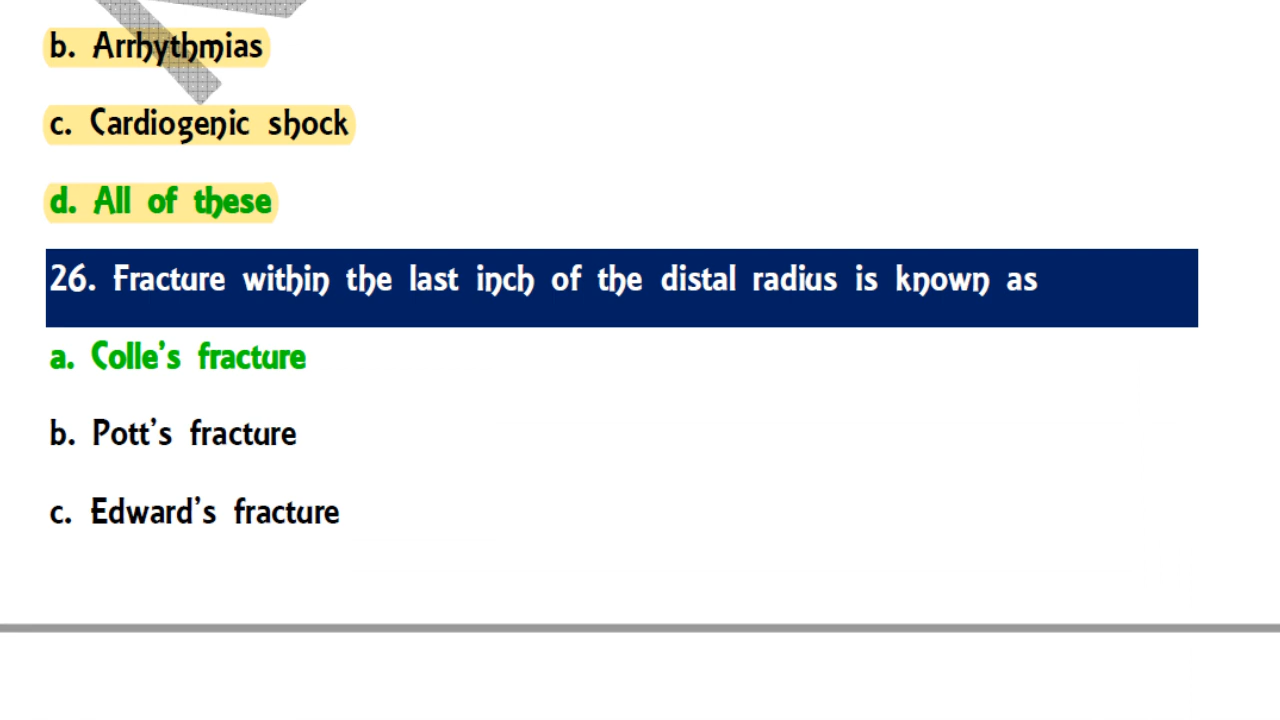 b. Arrhythmias
c. Cardiogenic shock
d. All of these
26. Fracture within the last inch of the distal radius is known as
a. Colle's fracture
b. Pott's fracture
c. Edward's fracture